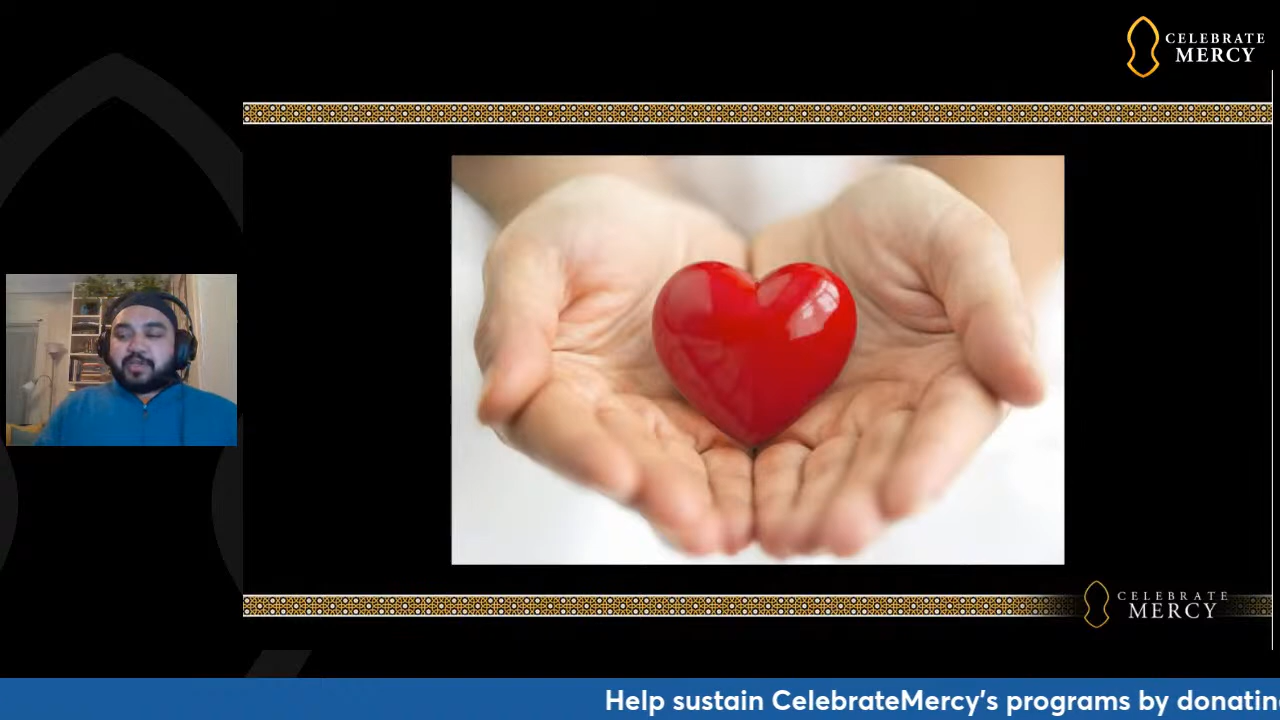 CELEBRATE
MERCY
CELEBRATE
MERCY
Help sustain CelebrateMercy's programs by donatin